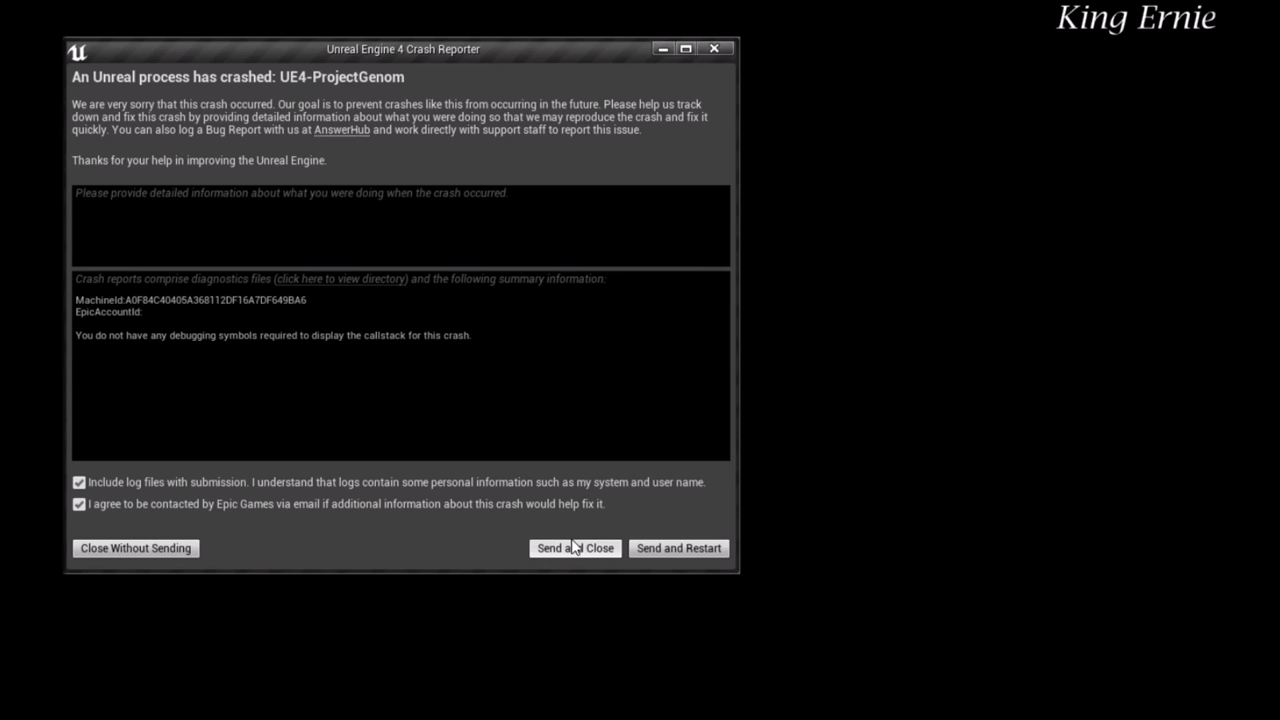 King Ernie
Unreal Engine 4 Crash Reporter
An Unreal process has crashed: UE4-ProjectGenom
We are very sorry that this crash occurred. Our goal is to prevent crashes like this from occurring in the future. Please help us track
down and fix this crash by providing detailed information about what you were doing so that we may reproduce the crash and fix it
quickly. You can also log a Bug Report with us at AnswerHub and work directly with support staff to report this issue.
Thanks for your help in improving the Unreal Engine.
Please provide detailed information about what you were doing when the crash occurred.
Crash reports comprise diagnostics files (click here to view directory) and the following summary information:
MachineId:A0F84C40405A368112DF16A7DF649BA6
EpicAccountId:
You do not have any debugging symbols required to display the callstack for this crash.
Include log files with submission. I understand that logs contain some personal information such as my system and user name.
I agree to be contacted by Epic Games via email if additional information about this crash would help fix it.
Close Without Sending
Send and Close
Send and Restart